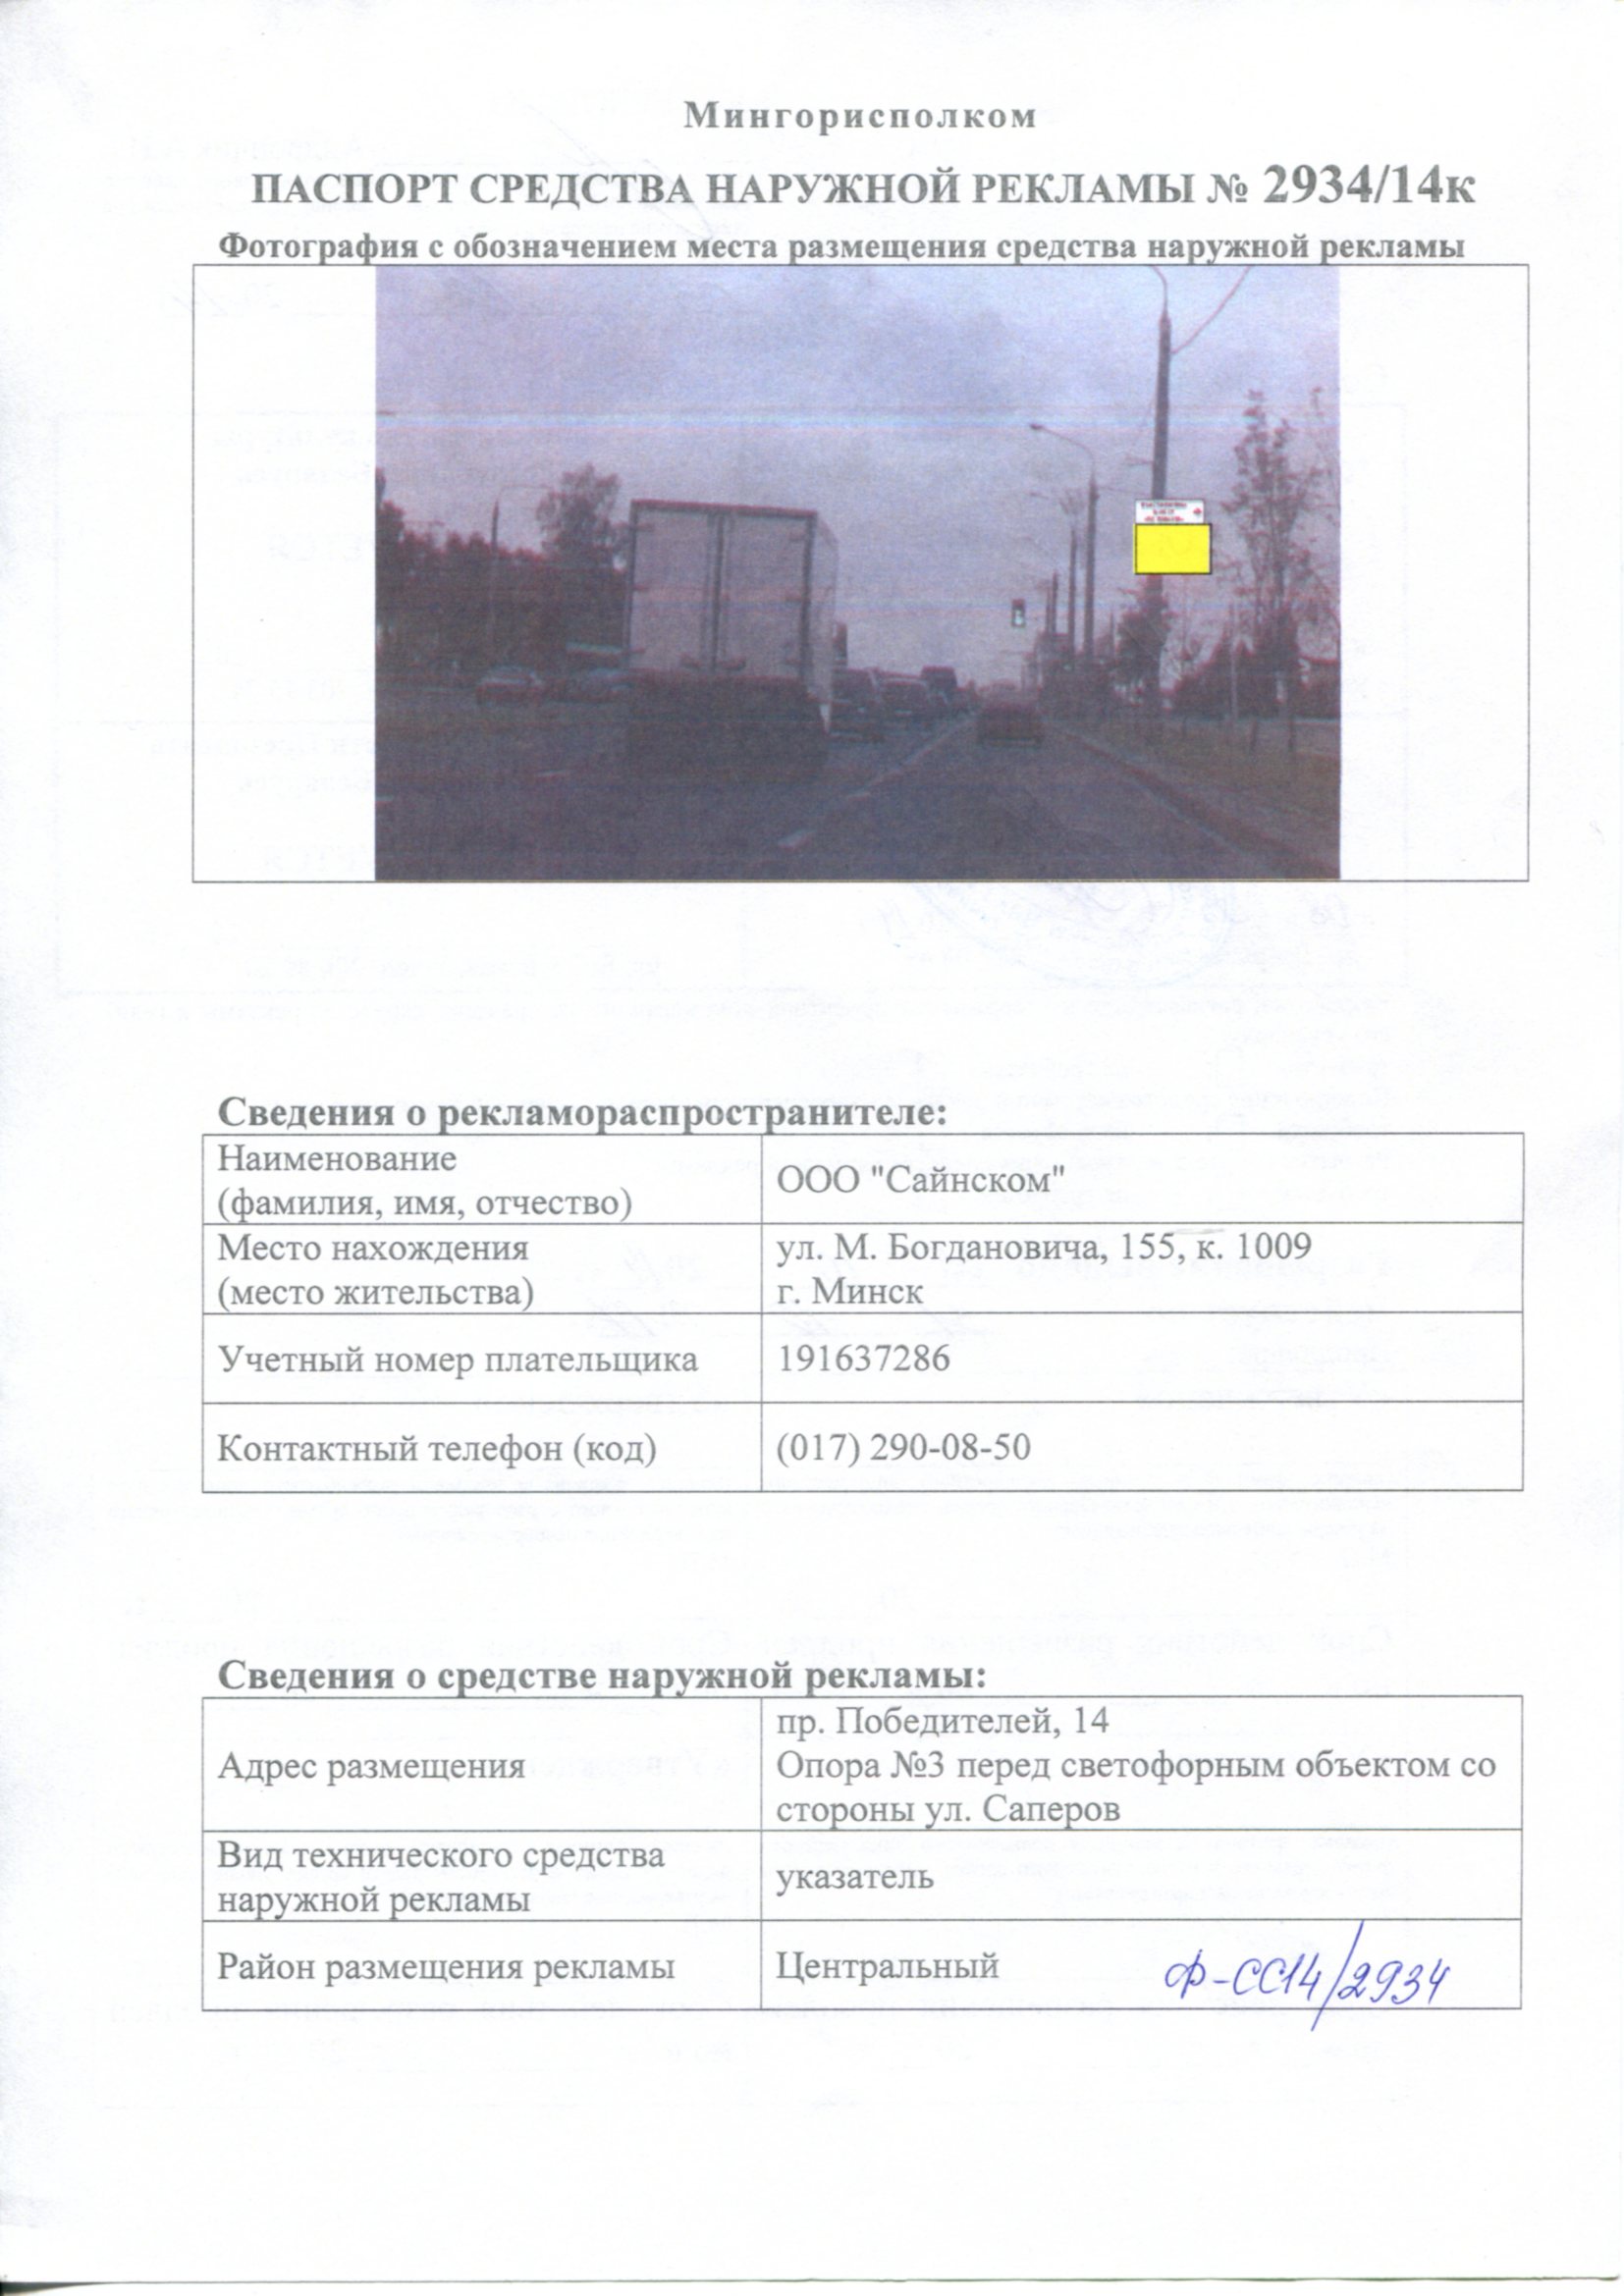 Мингорисполком
ПАСПОРТ СРЕДСТВА НАРУЖНОЙ РЕКЛАМЫ № 2934/14к
Фотография с обозначением места размещения средства наружной рекламы
Сведения о рекламораспространителе:
Наименование
(фамилия, имя, отчество)
ООО "Сайнском"
Место нахождения
(место жительства)
ул. М. Богдановича, 155, к. 1009
г. Минск
Учетный номер плательщика
191637286
Контактный телефон (код)
(017) 290-08-50
Сведения о средстве наружной рекламы:
Адрес размещения
пр. Победителей, 14
Опора №3 перед светофорным объектом со
стороны ул. Саперов
Вид технического средства
наружной рекламы
указатель
Район размещения рекламы
Центральный
Ф-СС14/2934